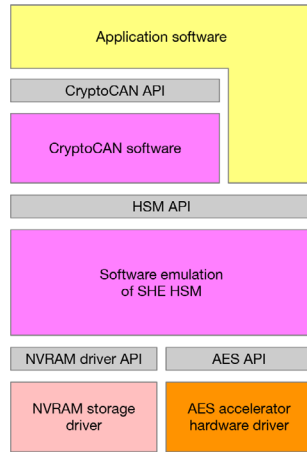 Application software
CryptoCAN API
CryptoCAN software
HSM API
Software emulation
of SHE HSM
NVRAM driver API
AES API
NVRAM storage
driver
AES accelerator
hardware driver